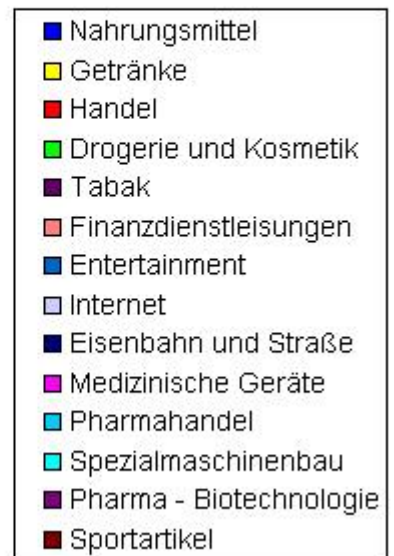 Nahrungsmittel
Getränke
Handel
Drogerie und Kosmetik
Tabak
Finanzdienstleisungen
Entertainment
Internet
Eisenbahn und Straße
Medizinische Geräte
Pharmahandel
Spezialmaschinenbau
Pharma - Biotechnologie
Sportartikel